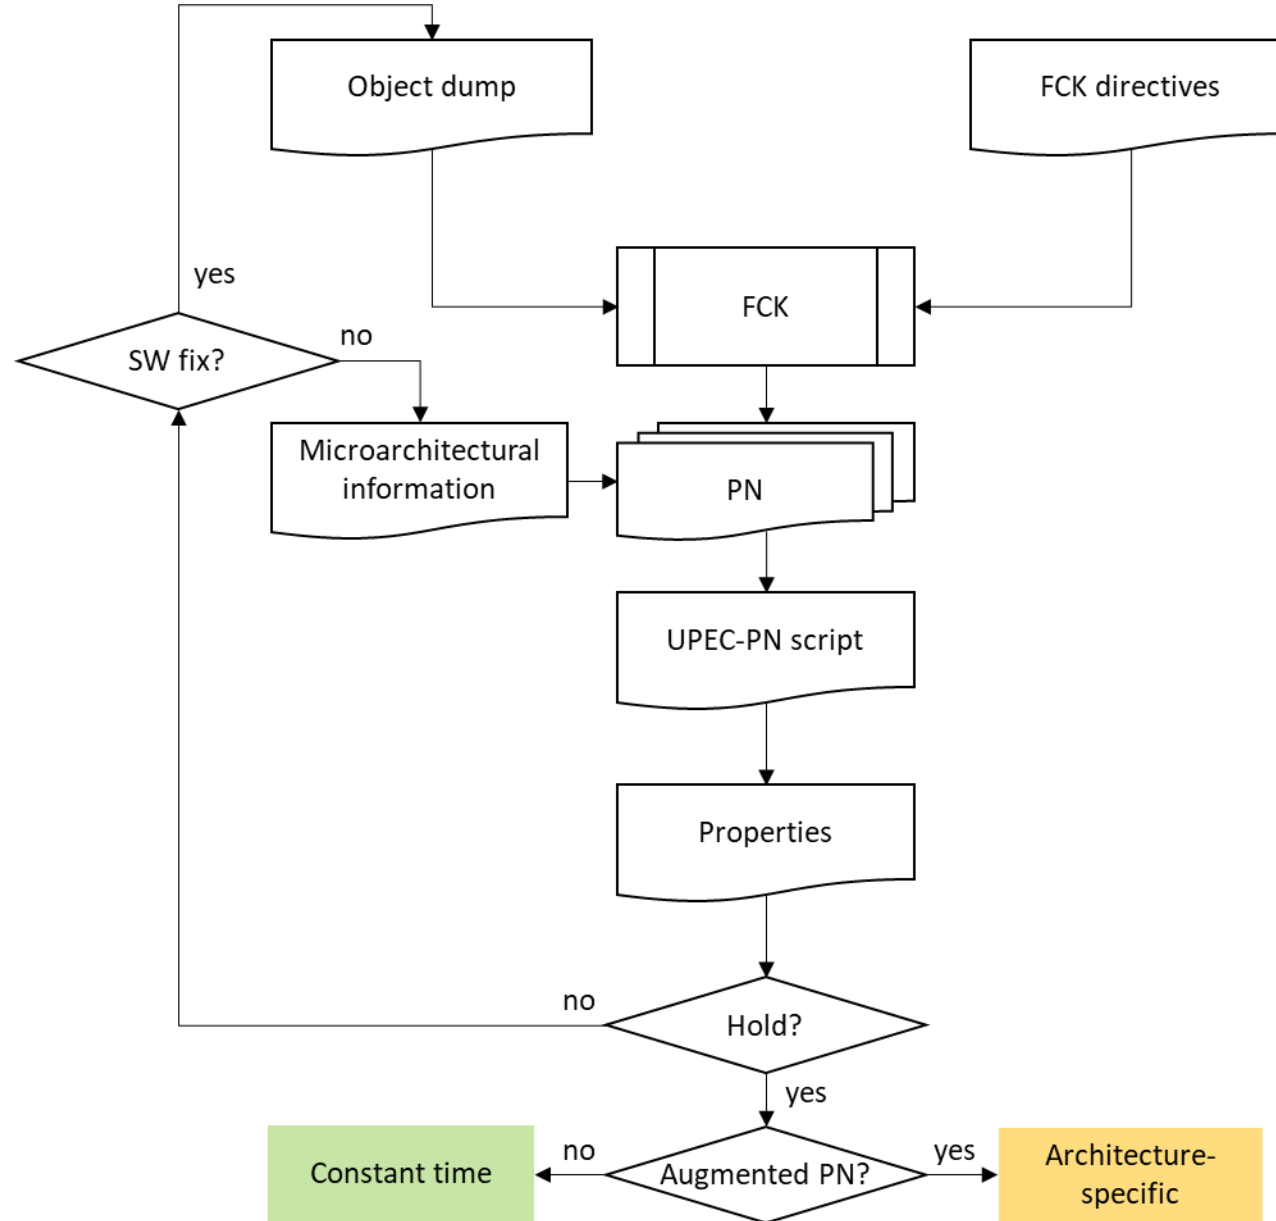 Object dump
FCK directives
yes
FCK
no
SW fix?
Microarchitectural
information
PN
UPEC-PN script
Properties
no
Hold?
yes
no
yes
Constant time
Augmented PN?
Architecture-
specific